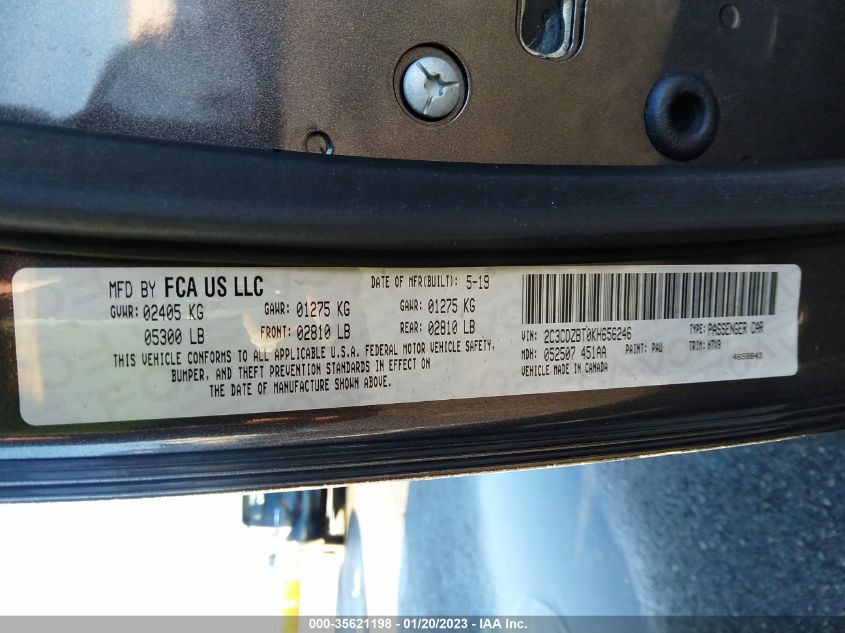 MFD BY FCA US LLC
DATE OF MFR(BUILT): 5-19
GVWR: 02405 KG GAWR: 01275 KG GAWR: 01275 KG
05300 LB FRONT: 02810 LB REAR: 02810 LB
THIS VEHICLE CONFORMS TO ALL APPLICABLE U.S.A. FEDERAL MOTOR VEHICLE SAFETY,
BUMPER, AND THEFT PREVENTION STANDARDS IN EFFECT ON
THE DATE OF MANUFACTURE SHOWN ABOVE.
VIN: 2C3CDZBT0KH656246 TYPE: PASSENGER CAR
MDH: 052507 451AA PAINT: PAU TRIM: H7X9
VEHICLE MADE IN CANADA 4656643
000-35621198 - 01/20/2023 - IAA Inc.